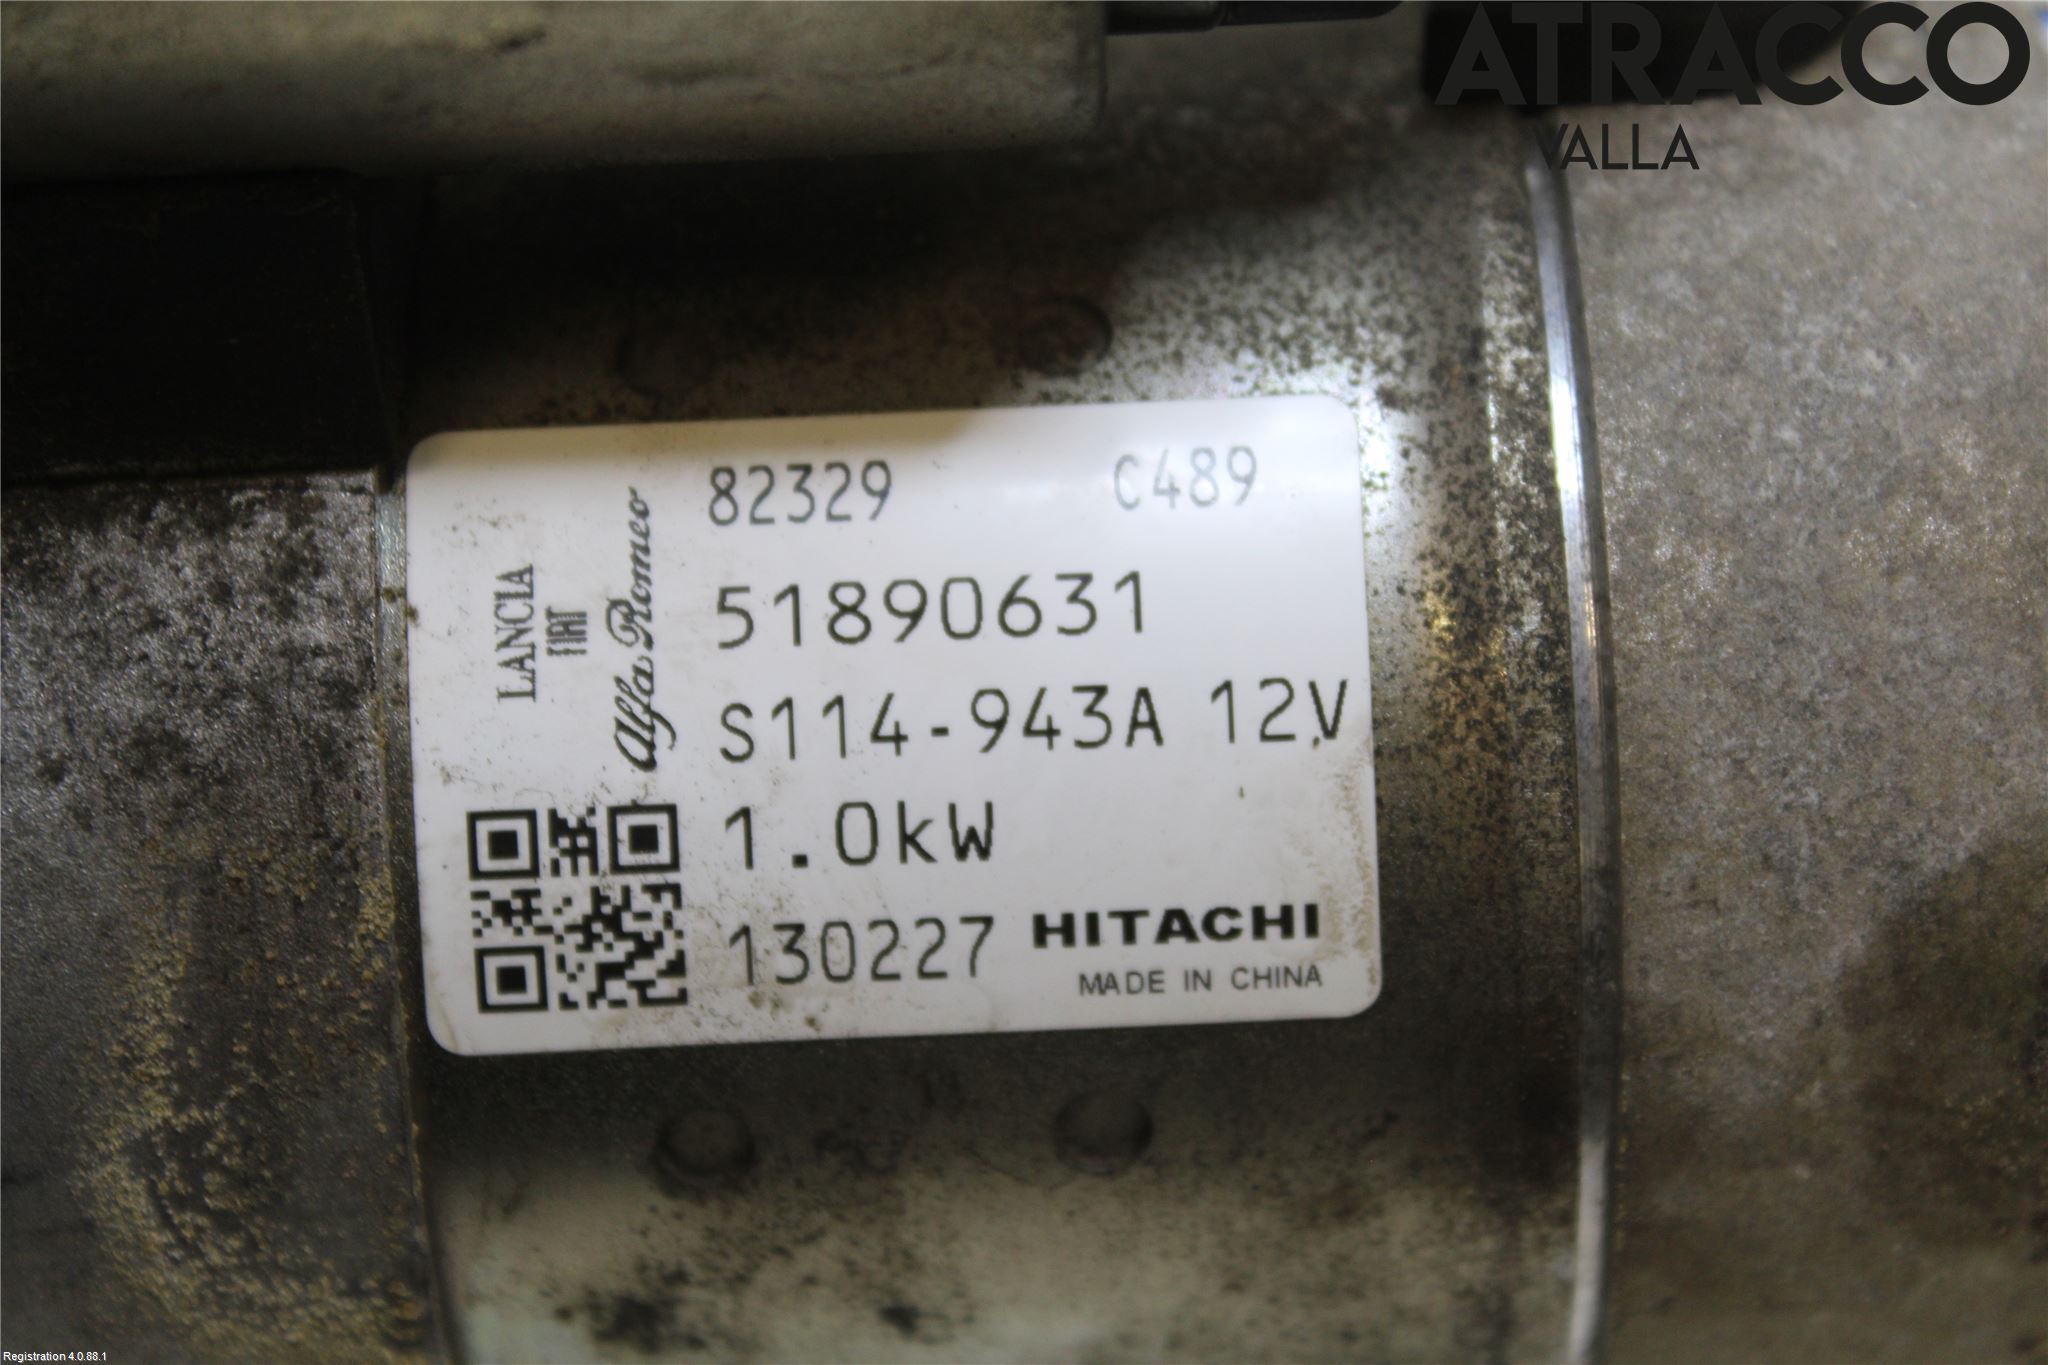 ATRACCO
VALLA
82329 C489
LANCIA
FIAT
Alfa Romeo
51890631
S114-943A 12V
1.0kW
130227 HITACHI
MADE IN CHINA
Registration 4.0.88.1